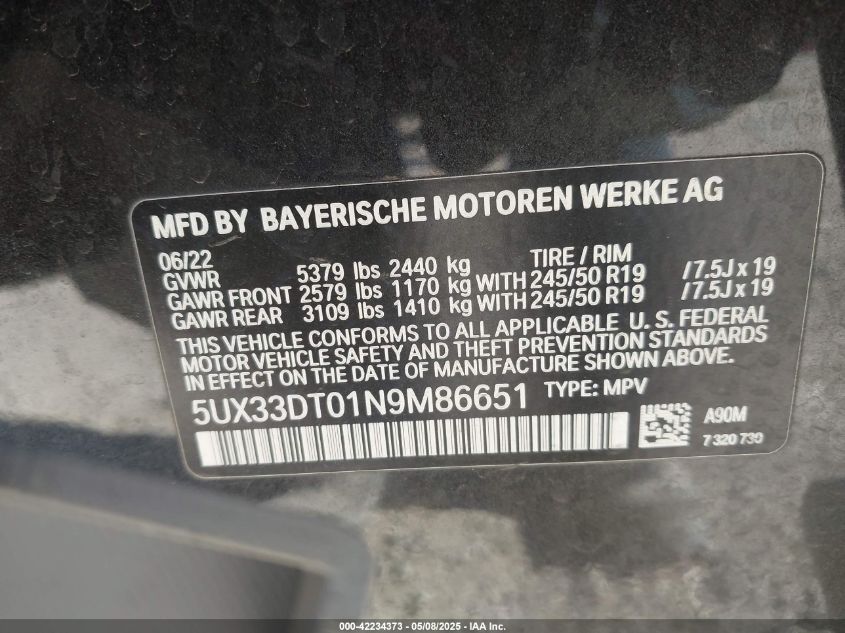 MFD BY BAYERISCHE MOTOREN WERKE AG
06/22 TIRE / RIM
GVWR 5379 lbs 2440 kg
GAWR FRONT 2579 lbs 1170 kg WITH 245/50 R19 /7.5J x 19
GAWR REAR 3109 lbs 1410 kg WITH 245/50 R19 /7.5J x 19
THIS VEHICLE CONFORMS TO ALL APPLICABLE U. S. FEDERAL
MOTOR VEHICLE SAFETY AND THEFT PREVENTION STANDARDS
IN EFFECT ON THE DATE OF MANUFACTURE SHOWN ABOVE.
5UX33DT01N9M86651 TYPE: MPV
A90M
7 320 730
000-42234373 - 05/08/2025 - IAA Inc.